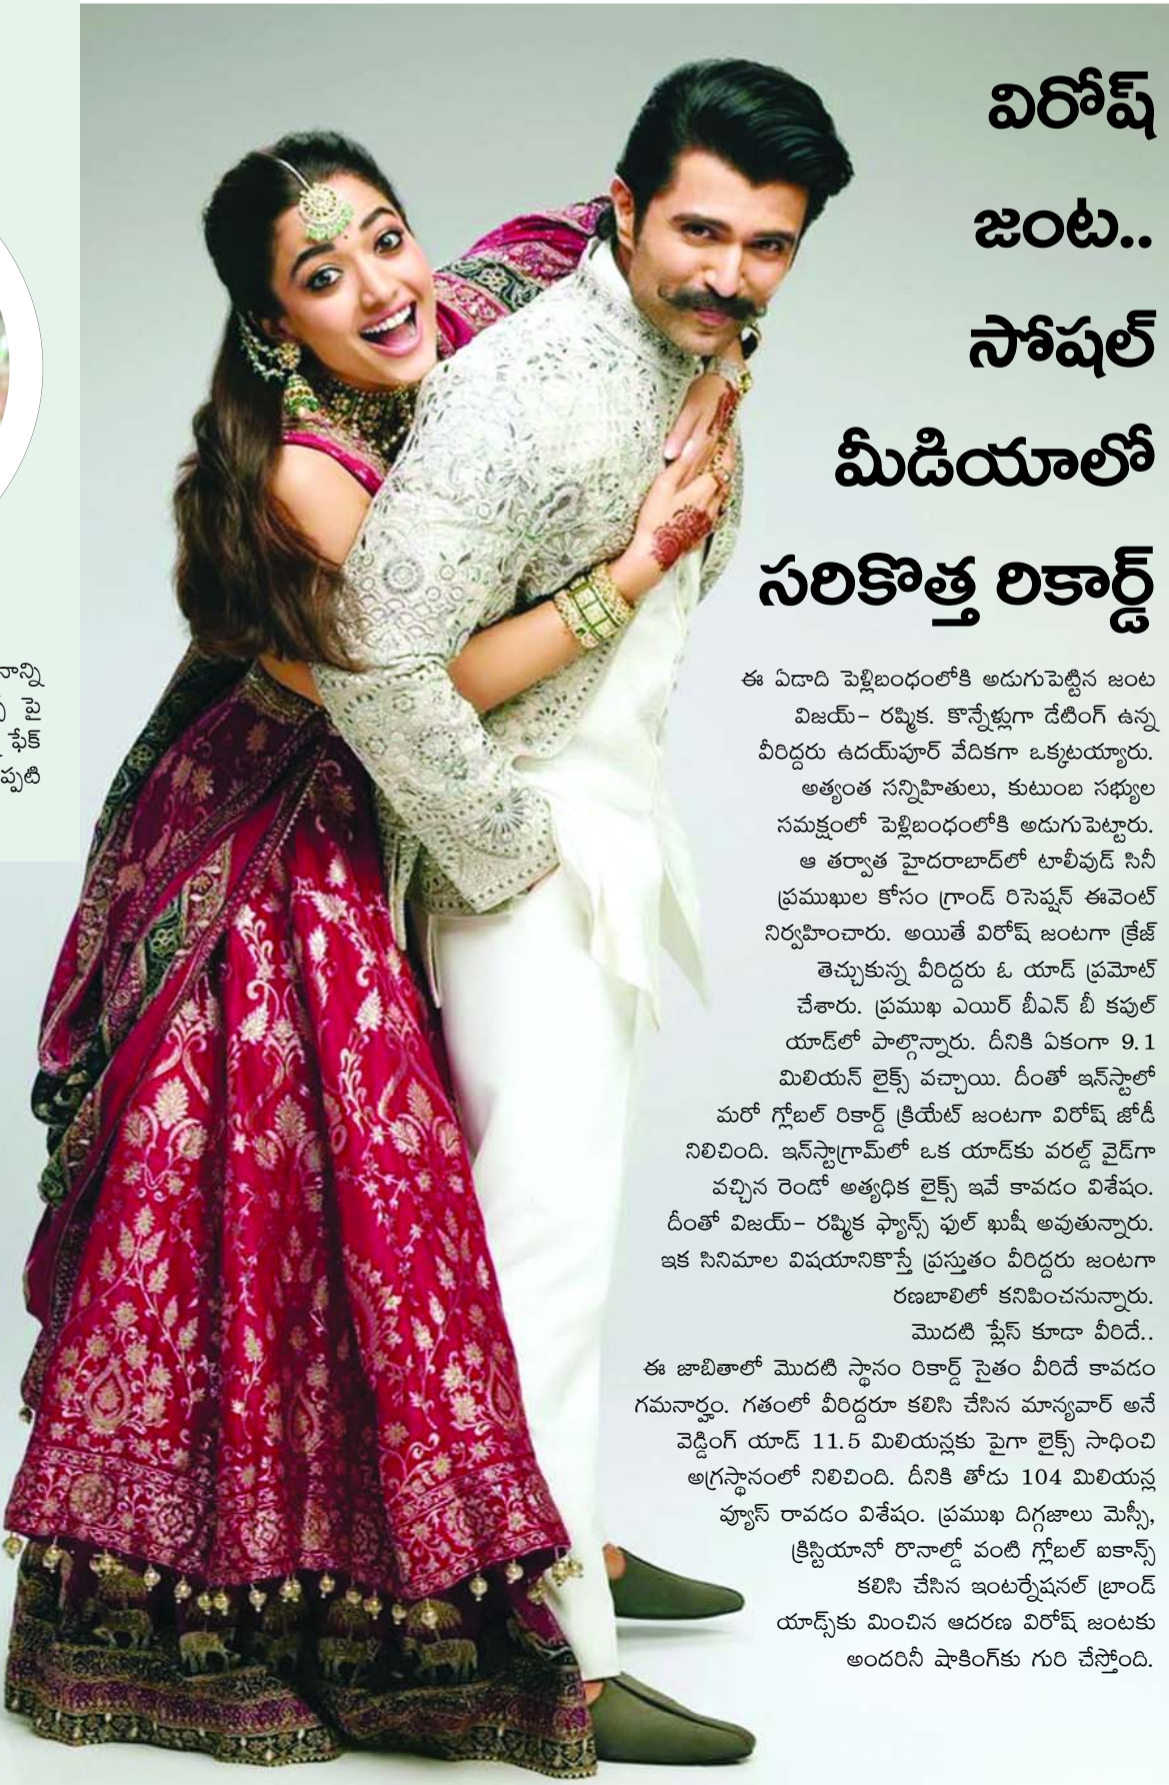 విరోష్
జంట..
సోషల్
మీడియాలో
సరికొత్త రికార్డ్
ఈ ఏడాది పెళ్లిబంధంలోకి అడుగుపెట్టిన జంట
విజయ్- రష్మిక. కొన్నేళ్లుగా డేటింగ్ ఉన్న
వీరిద్దరు ఉదయ్‌పూర్ వేదికగా ఒక్కటయ్యారు.
అత్యంత సన్నిహితులు, కుటుంబ సభ్యుల
సమక్షంలో పెళ్లిబంధంలోకి అడుగుపెట్టారు.
ఆ తర్వాత హైదరాబాద్‌లో టాలీవుడ్ సినీ
ప్రముఖుల కోసం గ్రాండ్ రిసెప్షన్ ఈవెంట్
నిర్వహించారు. అయితే విరోష్ జంటగా క్రేజ్
తెచ్చుకున్న వీరిద్దరు ఓ యాడ్ ప్రమోట్
చేశారు. ప్రముఖ ఎయిర్ బీఎన్ బీ కపుల్
యాడ్‌లో పాల్గొన్నారు. దీనికి ఏకంగా 9.1
మిలియన్ లైక్స్ వచ్చాయి. దీంతో ఇన్‌స్టాలో
మరో గ్లోబల్ రికార్డ్ క్రియేట్ జంటగా విరోష్ జోడీ
నిలిచింది. ఇన్‌స్టాగ్రామ్‌లో ఒక యాడ్‌కు వరల్డ్ వైడ్‌గా
వచ్చిన రెండో అత్యధిక లైక్స్ ఇవే కావడం విశేషం.
దీంతో విజయ్- రష్మిక ఫ్యాన్స్ ఫుల్ ఖుషీ అవుతున్నారు.
ఇక సినిమాల విషయానికొస్తే ప్రస్తుతం వీరిద్దరు జంటగా
రణబాలిలో కనిపించనున్నారు.
మొదటి ప్లేస్ కూడా వీరిదే..
ఈ జాబితాలో మొదటి స్థానం రికార్డ్ సైతం వీరిదే కావడం
గమనార్హం. గతంలో వీరిద్దరూ కలిసి చేసిన మాన్యవార్ అనే
వెడ్డింగ్ యాడ్ 11.5 మిలియన్లకు పైగా లైక్స్ సాధించి
అగ్రస్థానంలో నిలిచింది. దీనికి తోడు 104 మిలియన్ల
వ్యూస్ రావడం విశేషం. ప్రముఖ దిగ్గజాలు మెస్సీ,
క్రిస్టియానో రొనాల్డో వంటి గ్లోబల్ ఐకాన్స్
కలిసి చేసిన ఇంటర్నేషనల్ బ్రాండ్
యాడ్స్‌కు మించిన ఆదరణ విరోష్ జంటకు
అందరినీ షాకింగ్‌కు గురి చేస్తోంది.
పై
ఫేక్